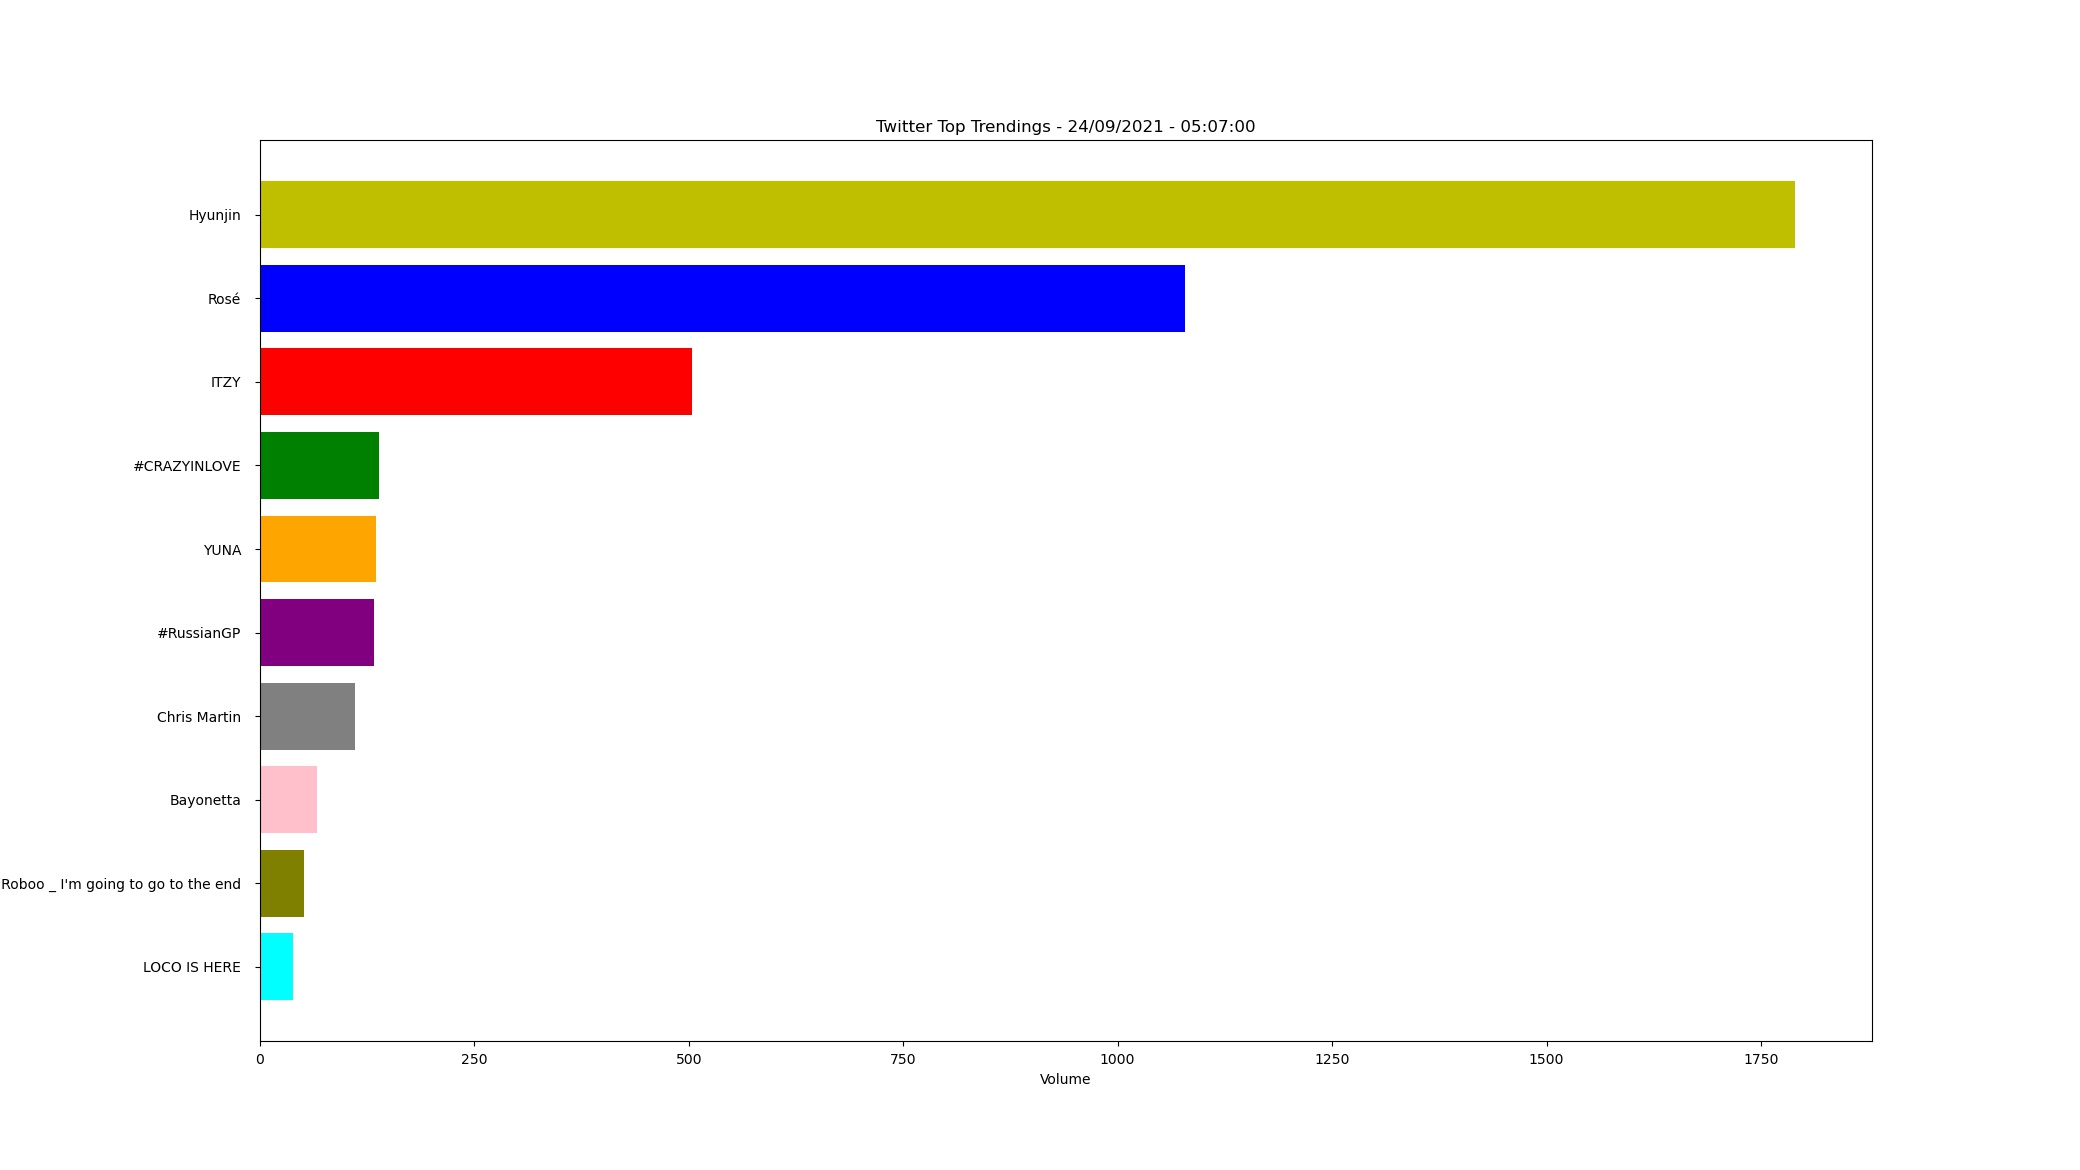 Twitter Top Trendings - 24/09/2021 - 05:07:00
Hyunjin
Rosé
ITZY
#CRAZYINLOVE
YUNA
#RussianGP
Chris Martin
Bayonetta
Roboo _ I'm going to go to the end
LOCO IS HERE
0 250 500 750 1000 1250 1500 1750
Volume